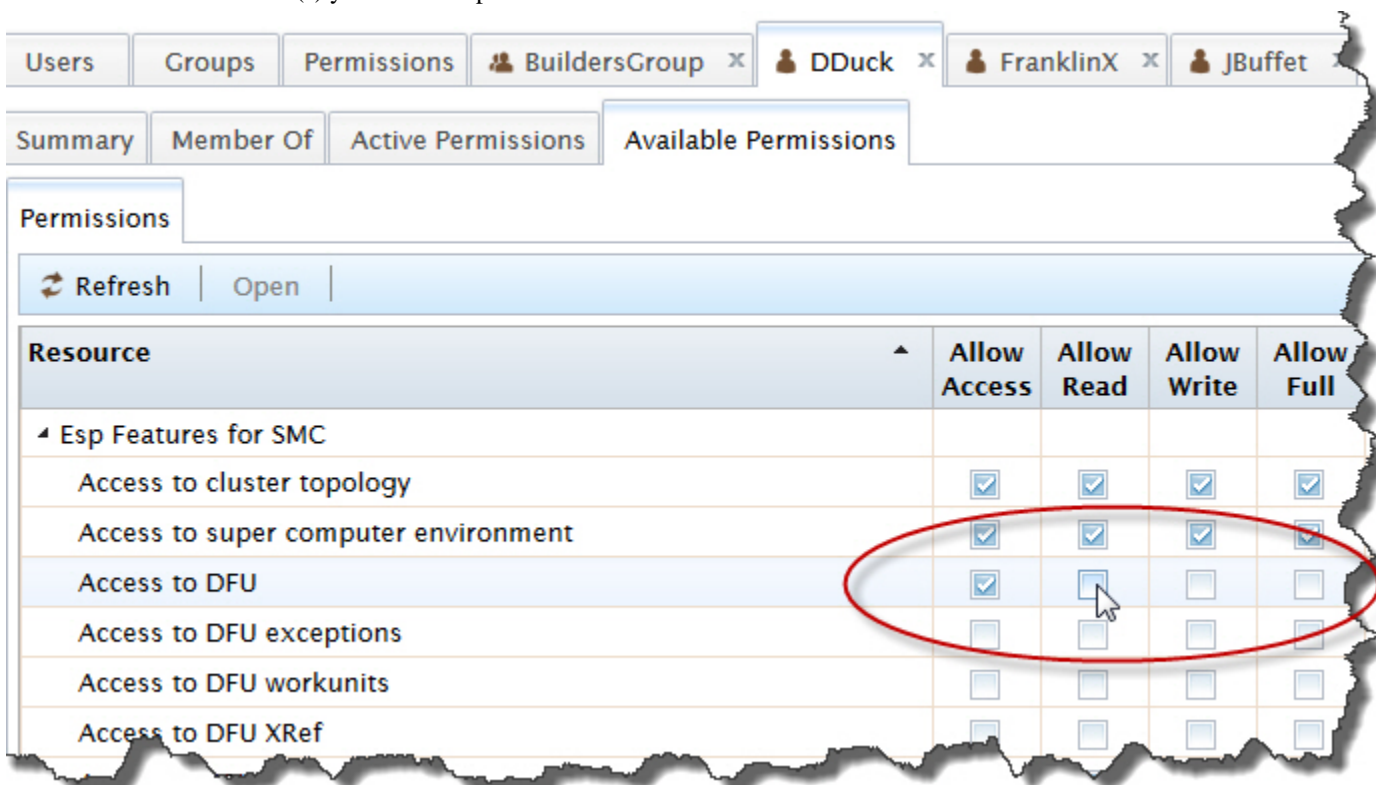 Users Groups Permissions BuildersGroup x DDuck x FranklinX x JBuffet
Summary Member Of Active Permissions Available Permissions
Permissions
Refresh Open
Resource Allow Access Allow Read Allow Write Allow Full
Esp Features for SMC
Access to cluster topology
Access to super computer environment
Access to DFU
Access to DFU exceptions
Access to DFU workunits
Access to DFU XRef